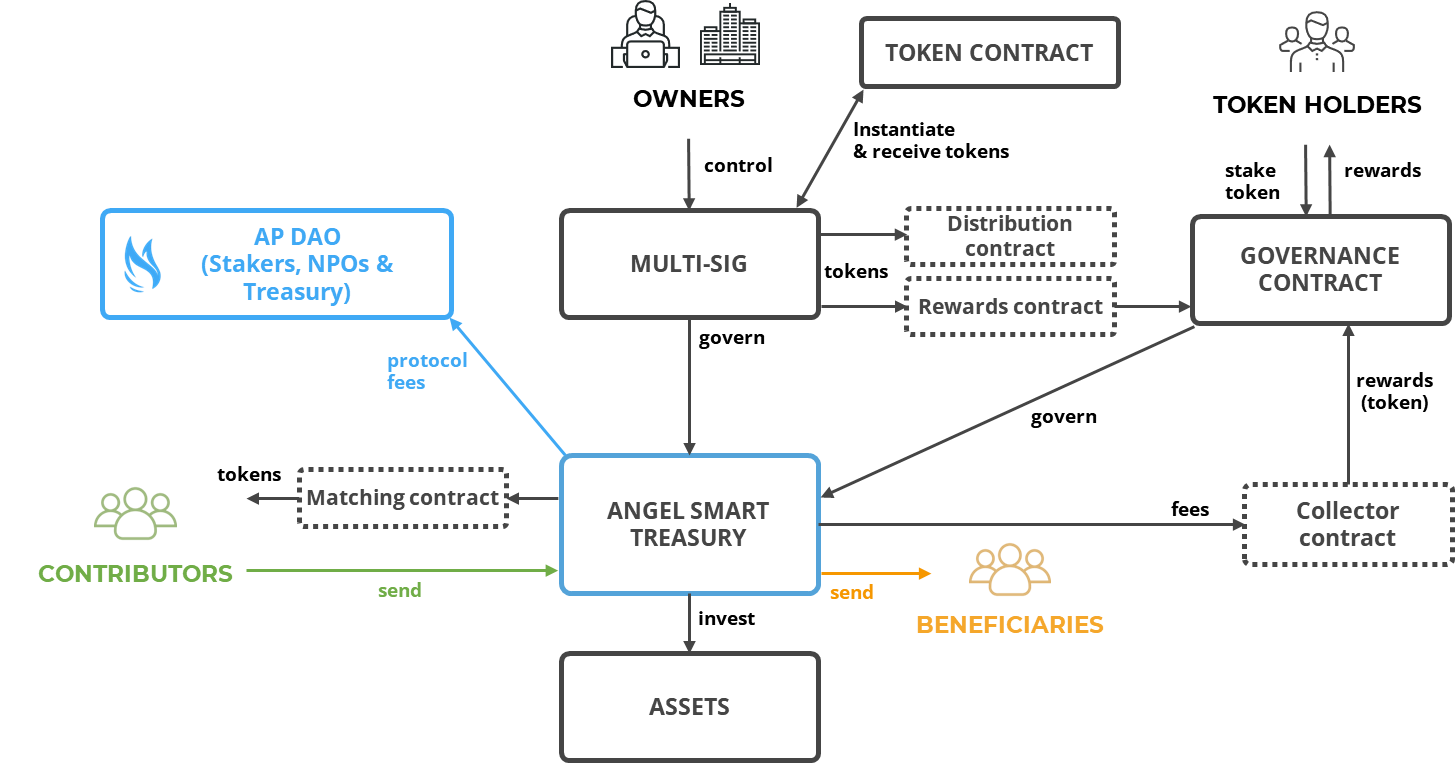 TOKEN CONTRACT
OWNERS
TOKEN HOLDERS
Instantiate
& receive tokens
control
stake
token
rewards
AP DAO
(Stakers, NPOs &
Treasury)
MULTI-SIG
Distribution
contract
tokens
Rewards contract
GOVERNANCE
CONTRACT
govern
protocol
fees
rewards
(token)
govern
tokens
Matching contract
ANGEL SMART
TREASURY
fees
Collector
contract
CONTRIBUTORS
send
send
BENEFICIARIES
invest
ASSETS